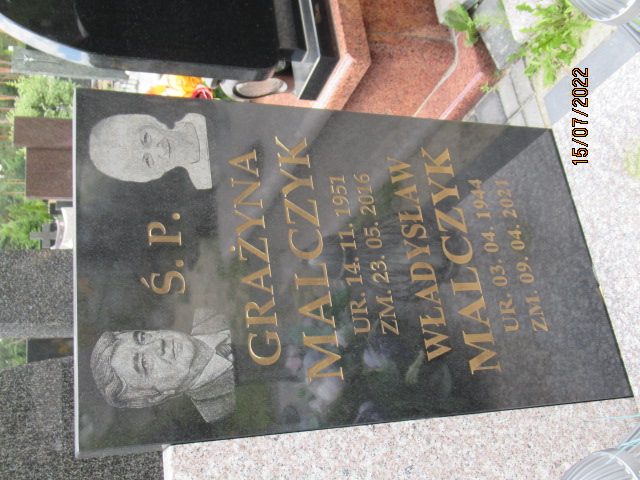 Ś. P.
GRAŻYNA
MALCZYK
UR. 14. 11. 1951
ZM. 23. 05. 2016
WŁADYSŁAW
MALCZYK
UR. 03. 04. 1944
ZM. 09. 04. 2021
15/07/2022